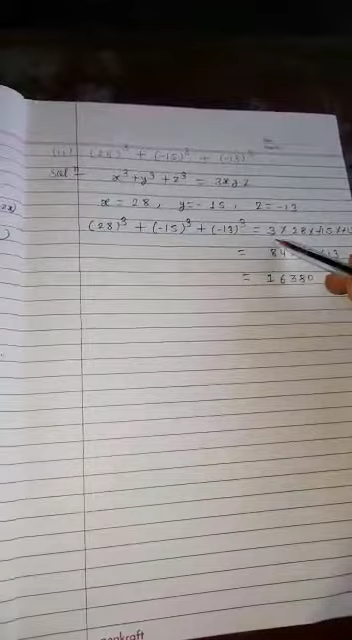 (ii) (28)³ + (-15)³ + (-13)³
Solⁿ
x³ + y³ + z³ = 3xyz
x = 28, y = -15, z = -13
(28)³ + (-15)³ + (-13)³ = 3 × 28 ×
= 84
= 16380